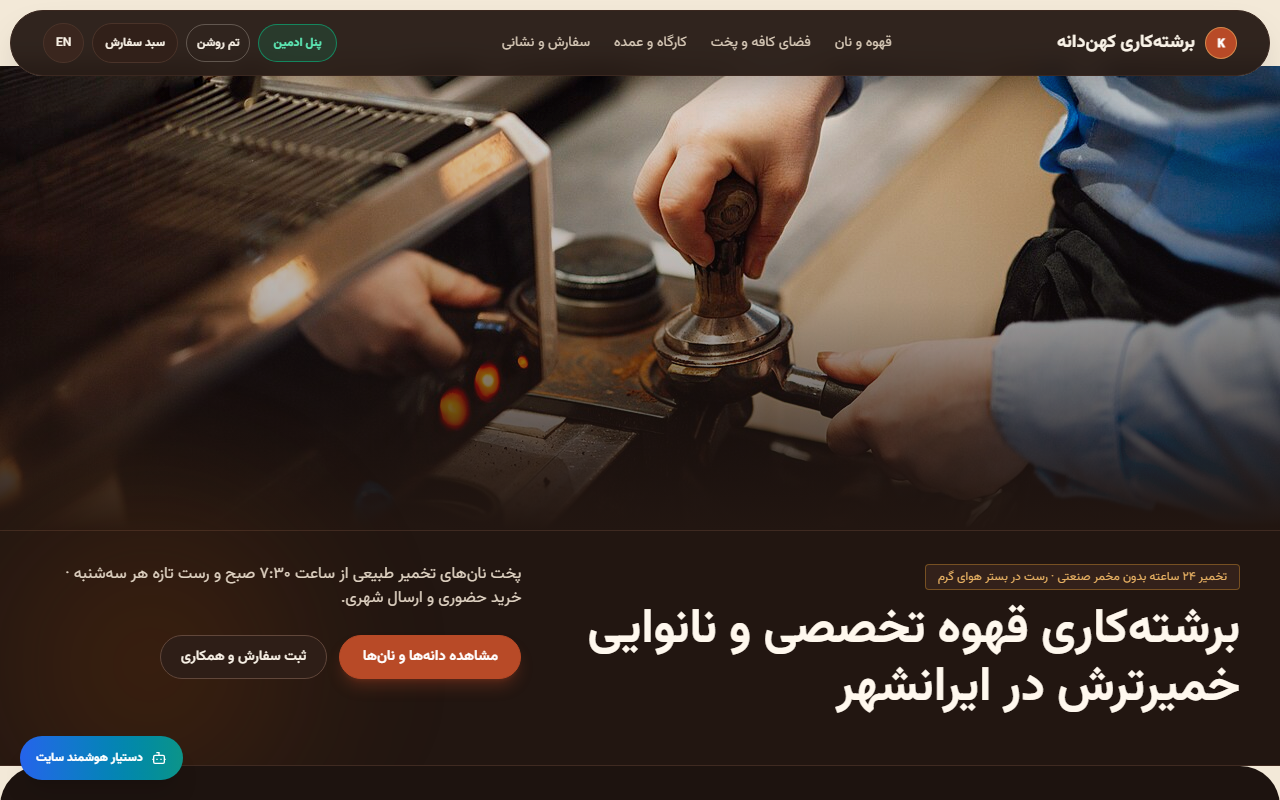 K
برشته‌کاری کهن‌دانه
قهوه و نان
فضای کافه و پخت
کارگاه و عمده
سفارش و نشانی
پنل ادمین
تم روشن
سبد سفارش
EN
تخمیر ۲۴ ساعته بدون مخمر صنعتی · رست در بستر هوای گرم
برشته‌کاری قهوه تخصصی و نانوایی
خمیرترش در ایرانشهر
پخت نان‌های تخمیر طبیعی از ساعت ۷:۳۰ صبح و رست تازه هر سه‌شنبه ·
خرید حضوری و ارسال شهری.
مشاهده دانه‌ها و نان‌ها
ثبت سفارش و همکاری
دستیار هوشمند سایت